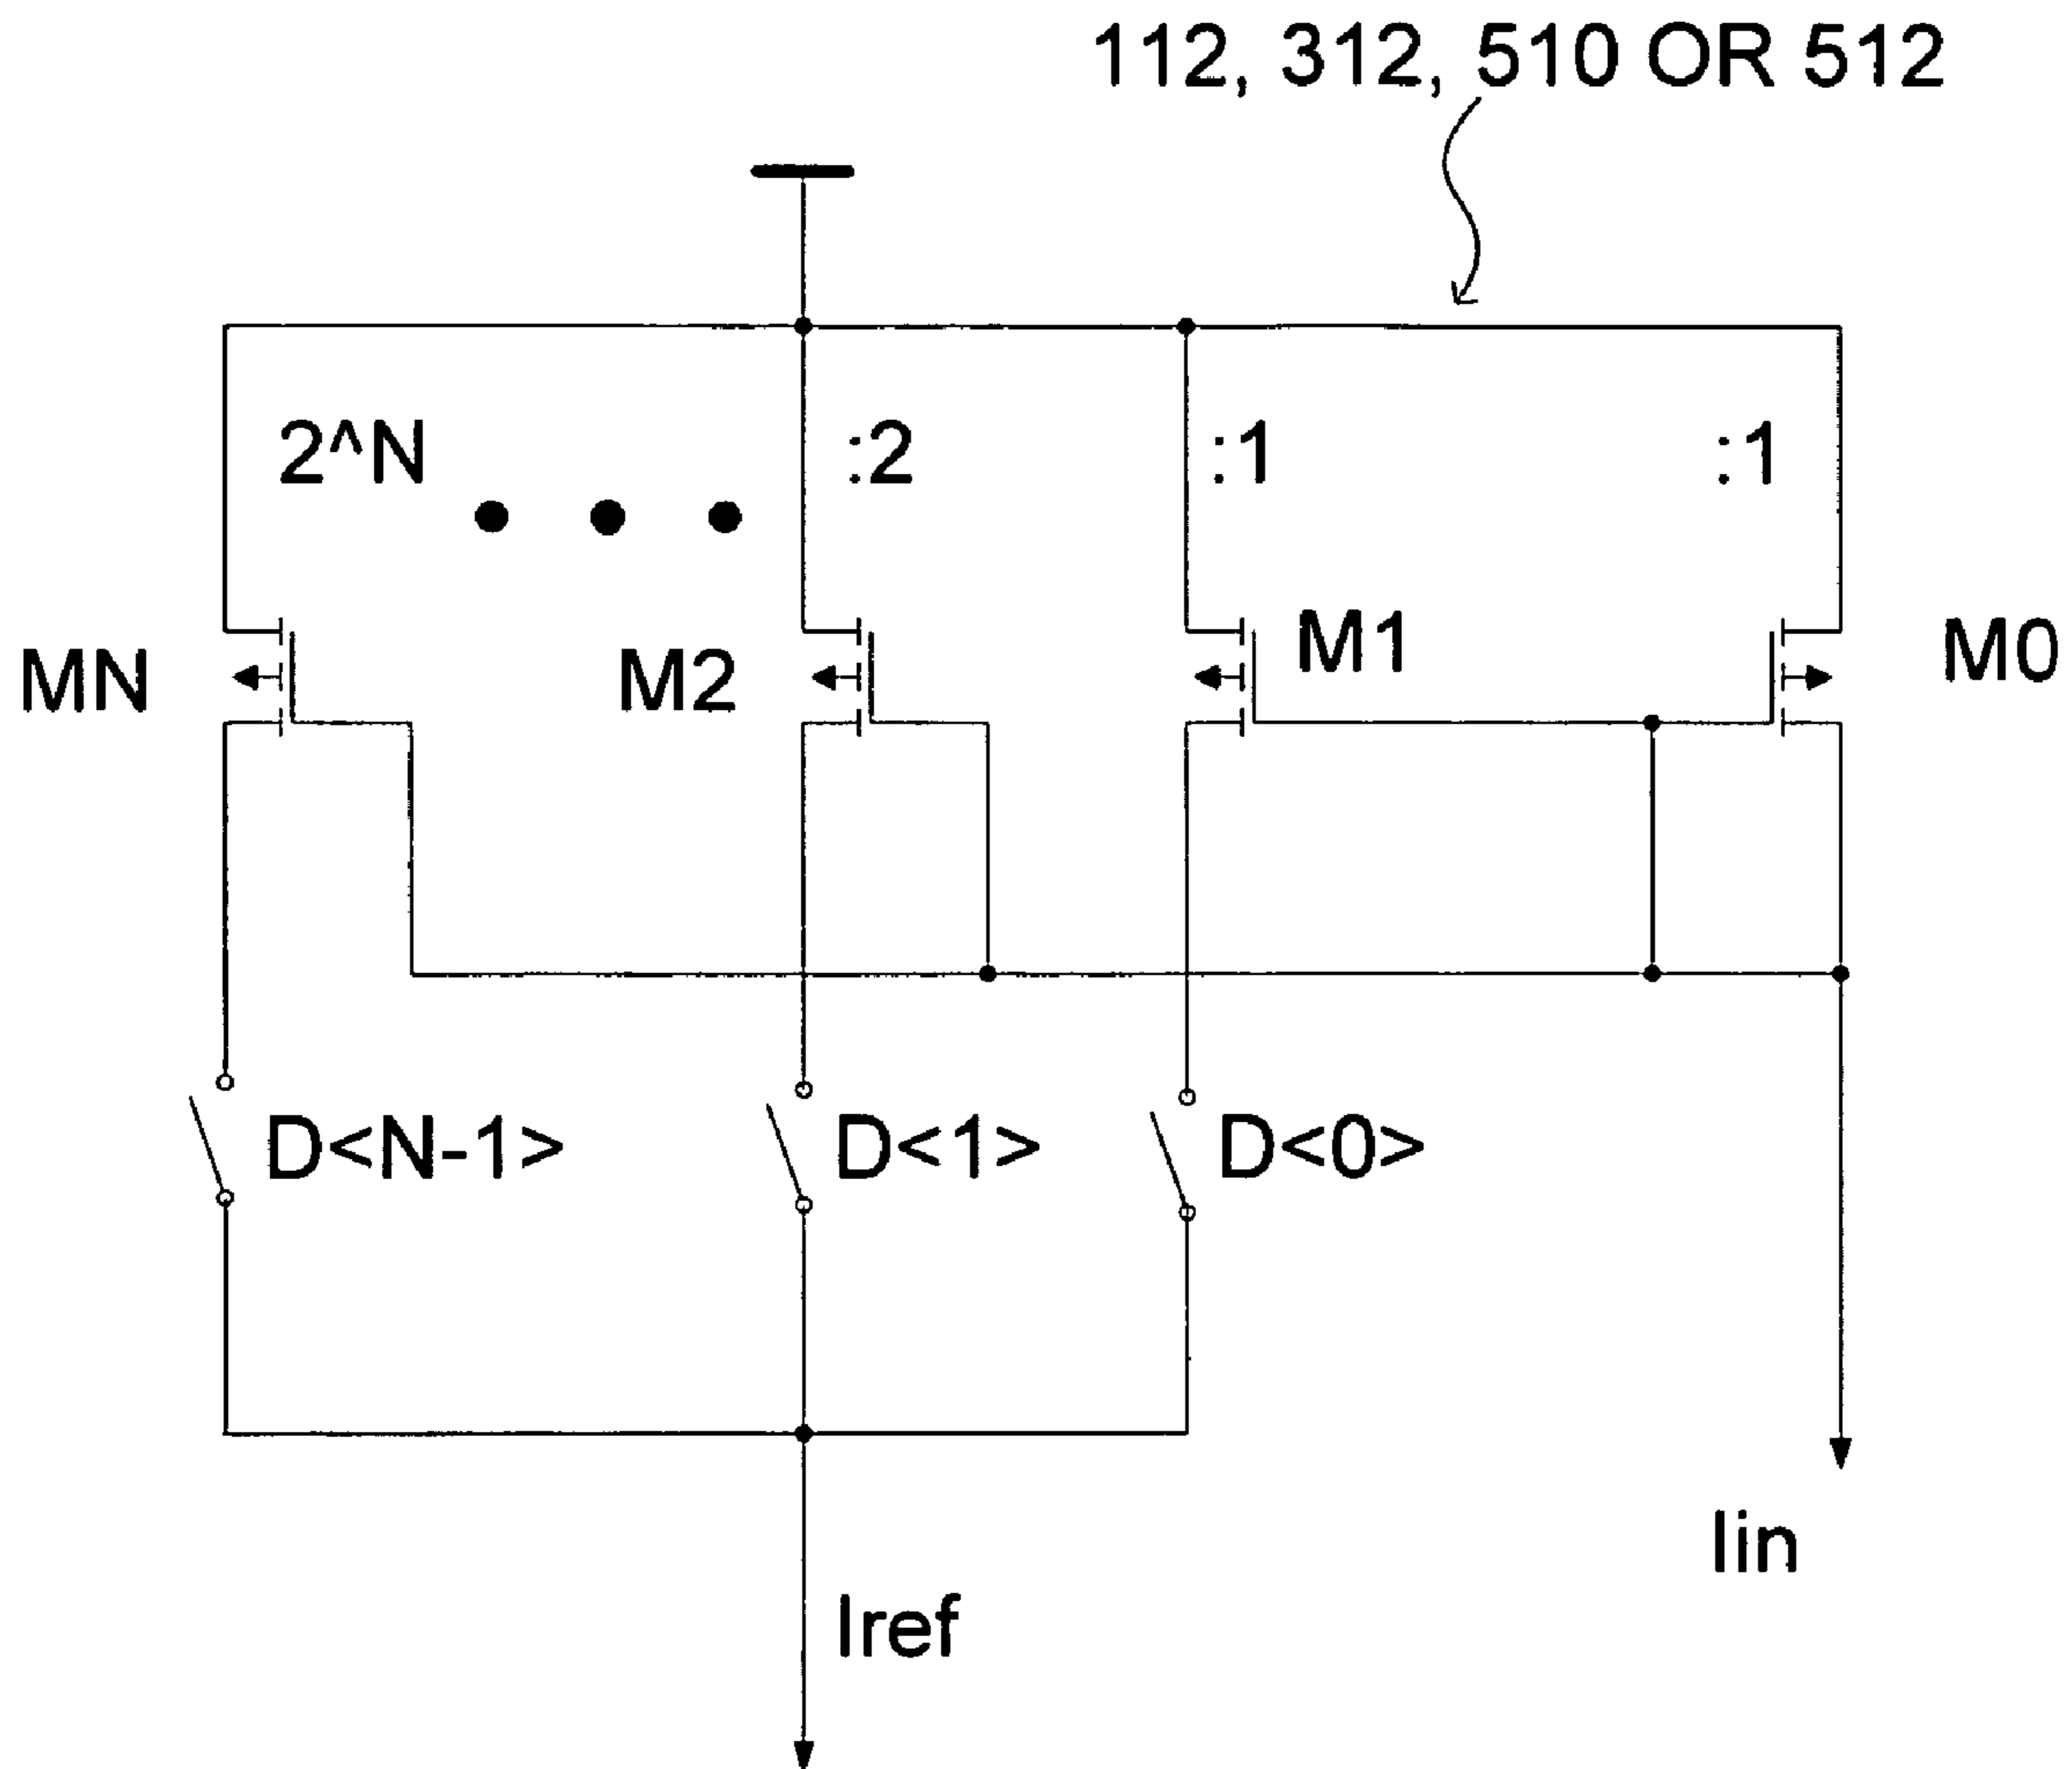 112, 312, 510 OR 512
2^N
:2
:1
:1
MN
M2
M1
M0
D<N-1>
D<1>
D<0>
Iin
Iref